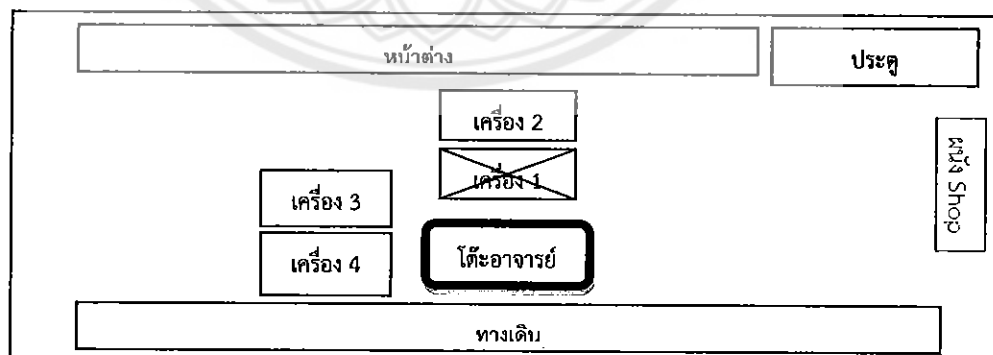 หน้าต่าง
ประตู
เครื่อง 2
เครื่อง 1
ผนัง Shop
เครื่อง 3
เครื่อง 4
โต๊ะอาจารย์
ทางเดิน